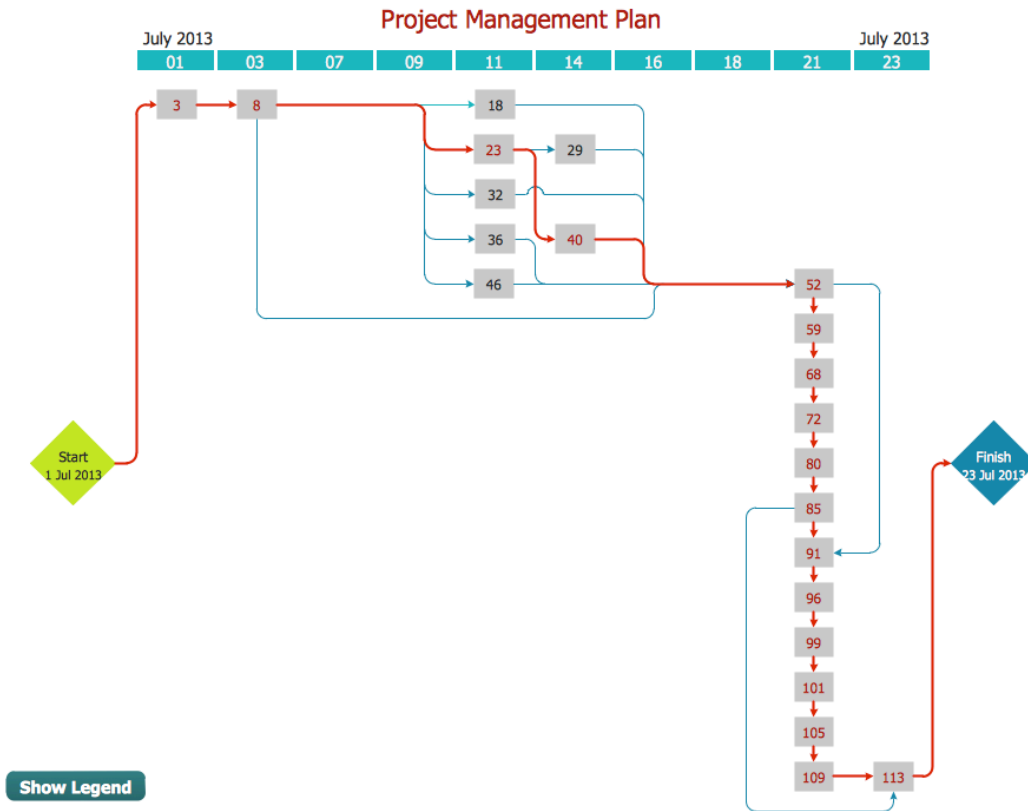 Project Management Plan
July 2013 July 2013
01 03 07 09 11 14 16 18 21 23
3 8 18
23 29
32
36 40
46 52
59
68
72
Start
1 Jul 2013
80
Finish
23 Jul 2013
85
91
96
99
101
105
109 113
Show Legend